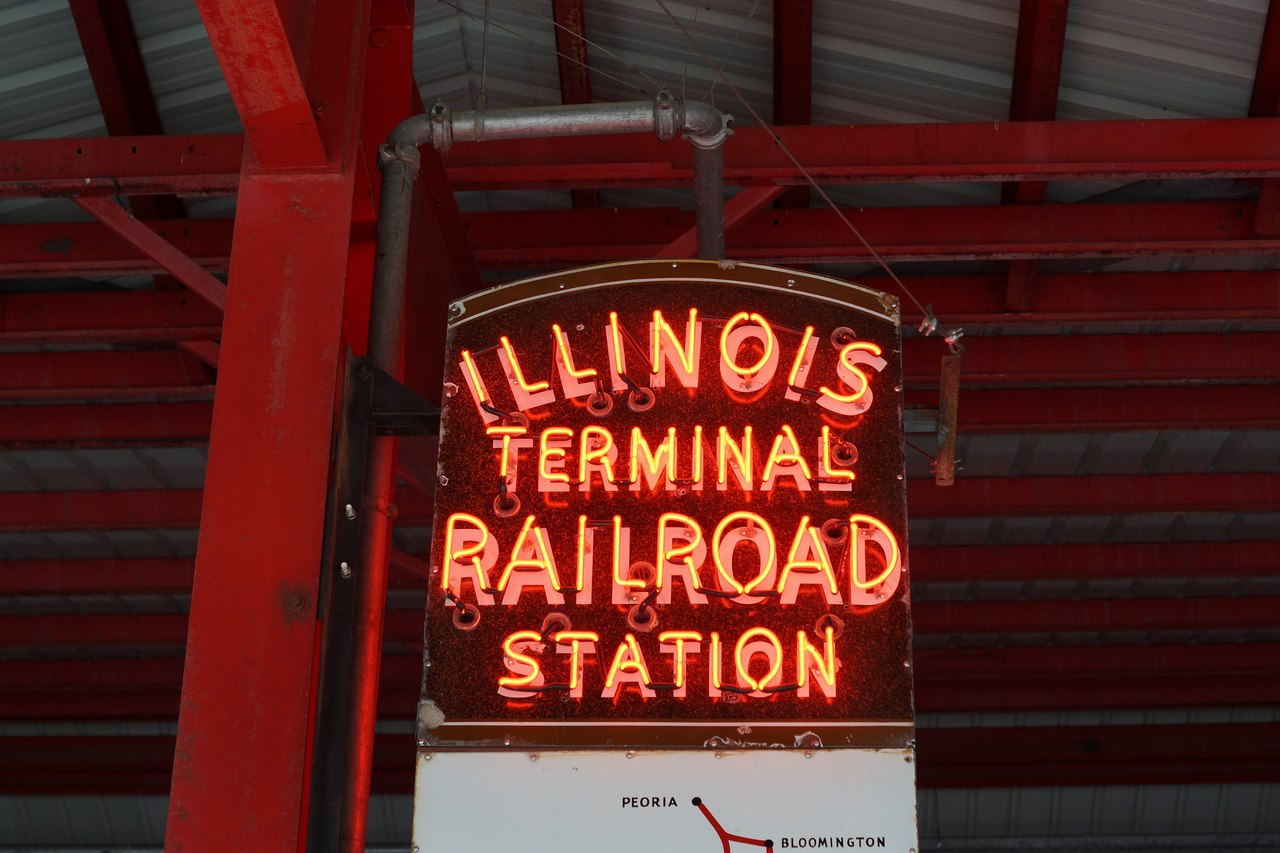 ILLINOIS
TERMINAL
RAILROAD
STATION
PEORIA
BLOOMINGTON